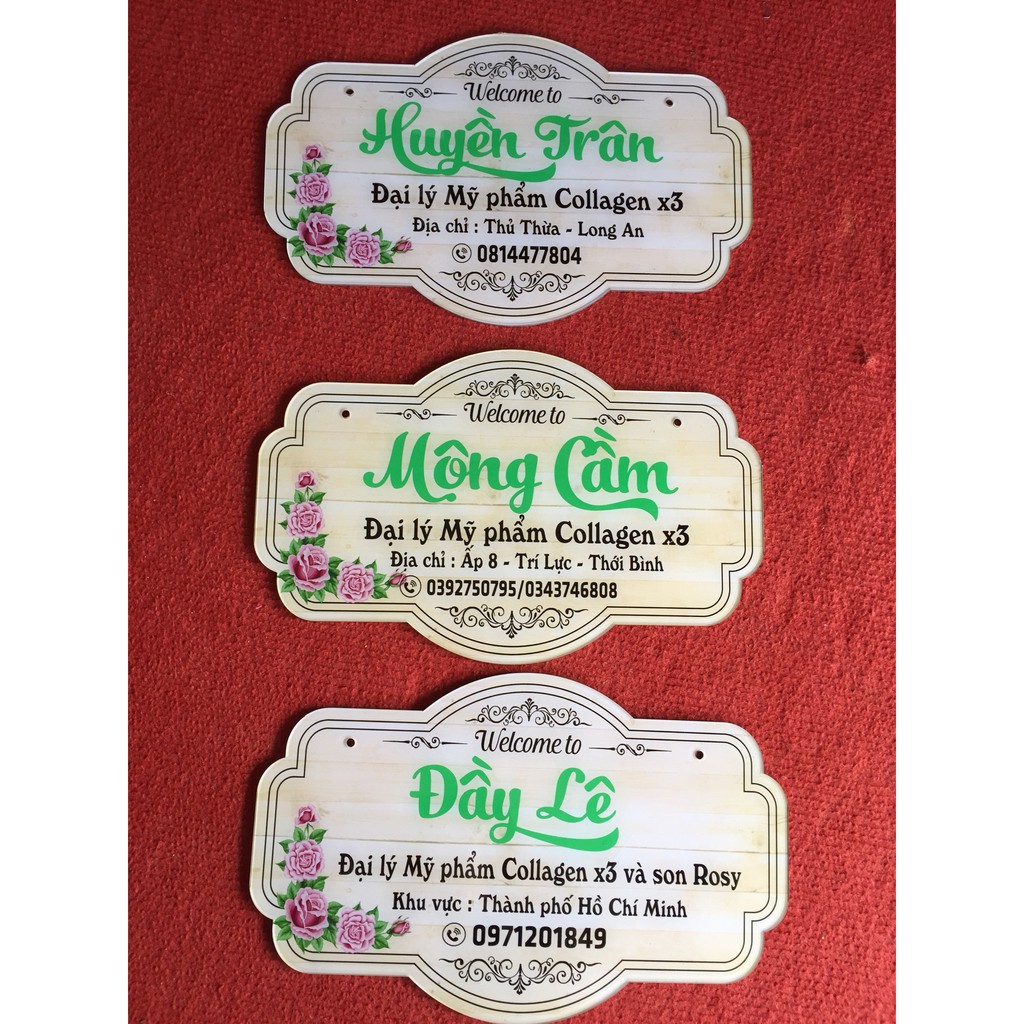 Welcome to
Huyền Trân
Đại lý Mỹ phẩm Collagen x3
Địa chỉ : Thủ Thừa - Long An
0814477804
Welcome to
Mông Cầm
Đại lý Mỹ phẩm Collagen x3
Địa chỉ : Ấp 8 - Trí Lực - Thới Bình
0392750795/0343746808
Welcome to
Đầy Lê
Đại lý Mỹ phẩm Collagen x3 và son Rosy
Khu vực : Thành phố Hồ Chí Minh
0971201849